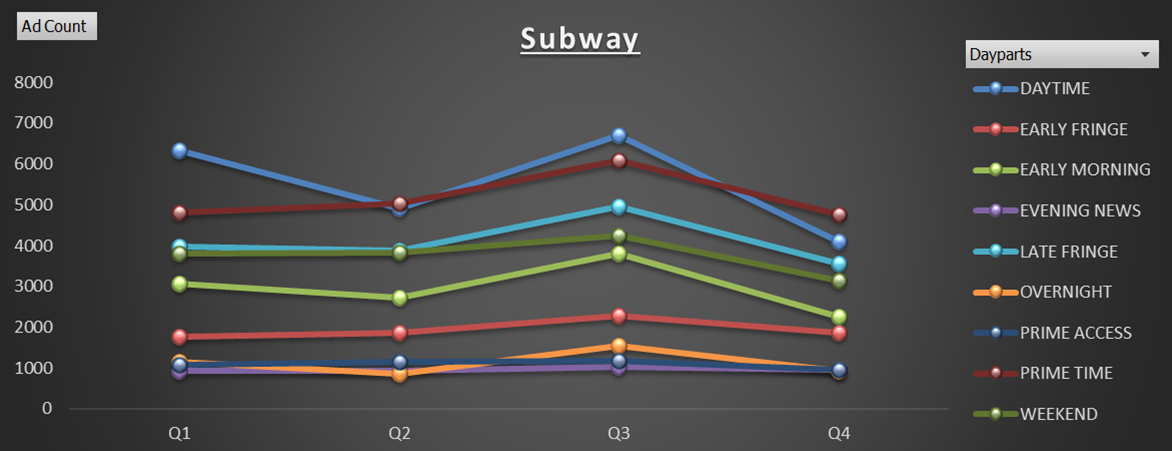 Ad Count
Subway
Dayparts
8000
7000
6000
5000
4000
3000
2000
1000
0
Q1 Q2 Q3 Q4
DAYTIME
EARLY FRINGE
EARLY MORNING
EVENING NEWS
LATE FRINGE
OVERNIGHT
PRIME ACCESS
PRIME TIME
WEEKEND